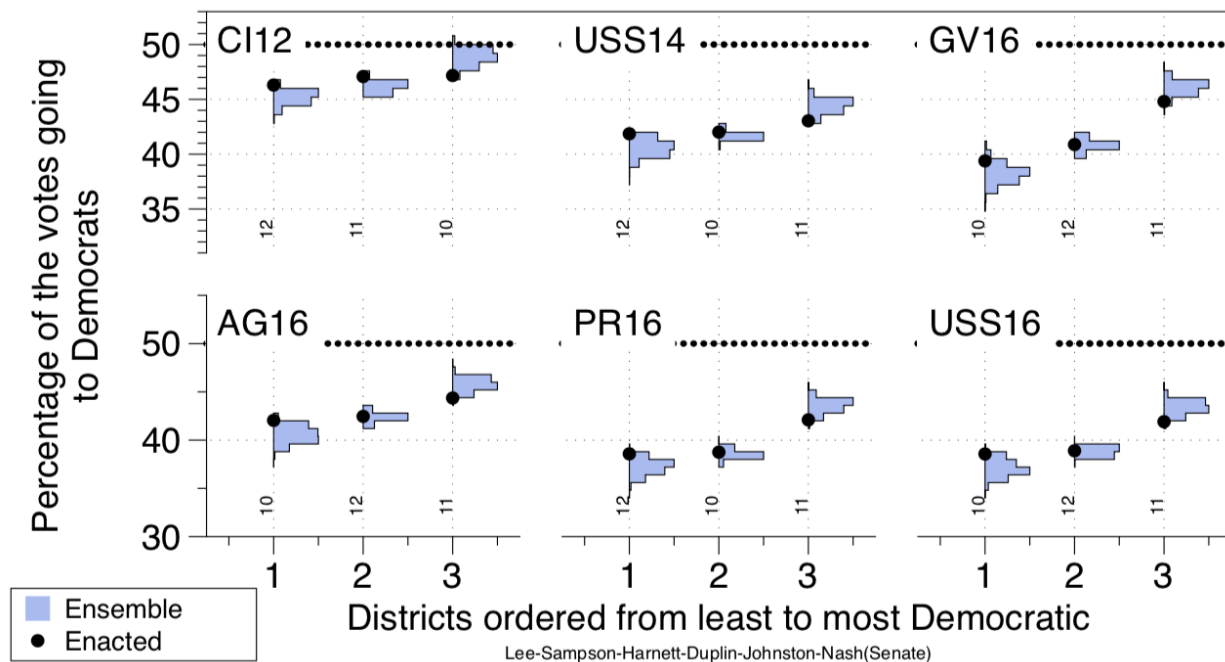 Percentage of the votes going
to Democrats
CI12
USS14
GV16
50
45
40
35
12
11
10
12
10
11
10
12
11
AG16
PR16
USS16
50
40
30
10
12
11
12
10
11
10
12
11
1 2 3 1 2 3 1 2 3
Districts ordered from least to most Democratic
Lee-Sampson-Harnett-Duplin-Johnston-Nash(Senate)
Ensemble
Enacted